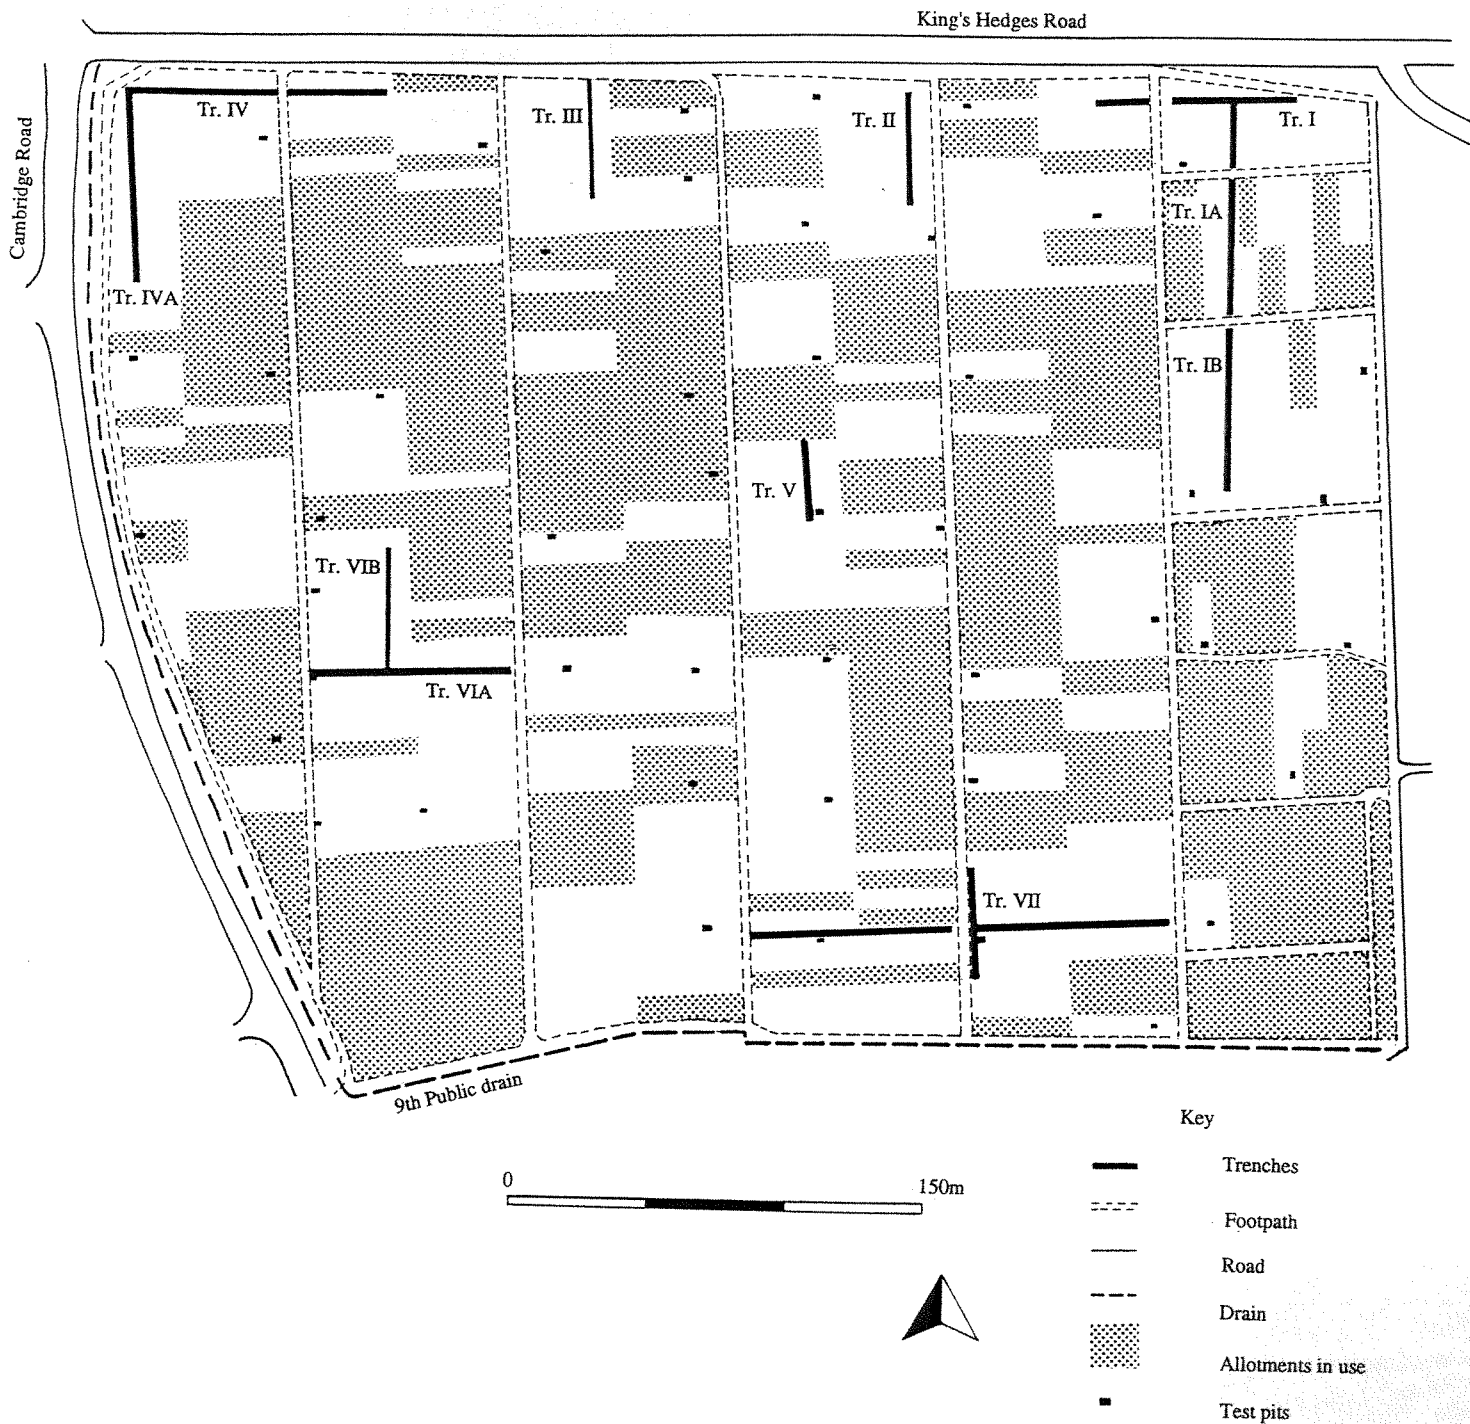 King's Hedges Road
Cambridge Road
Tr. IV
Tr. III
Tr. II
Tr. I
Tr. IA
Tr. IVA
Tr. IB
Tr. V
Tr. VIB
Tr. VIA
Tr. VII
9th Public drain
Key
0
150m
Trenches
Footpath
Road
Drain
Allotments in use
Test pits